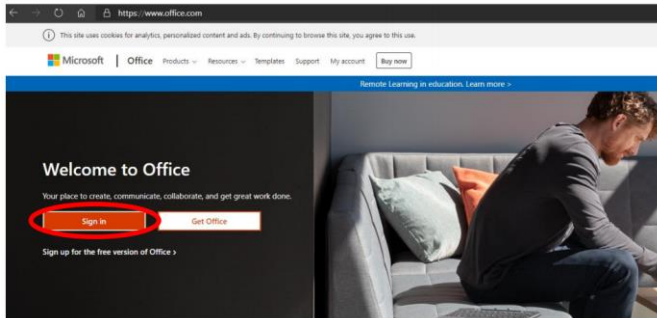 https://www.office.com
This site uses cookies for analytics, personalized content and ads. By continuing to browse this site, you agree to this use.
Microsoft | Office Products Resources Templates Support My account Buy now
Remote Learning in education. Learn more >
Welcome to Office
Your place to create, communicate, collaborate, and get great work done.
Sign in Get Office
Sign up for the free version of Office >